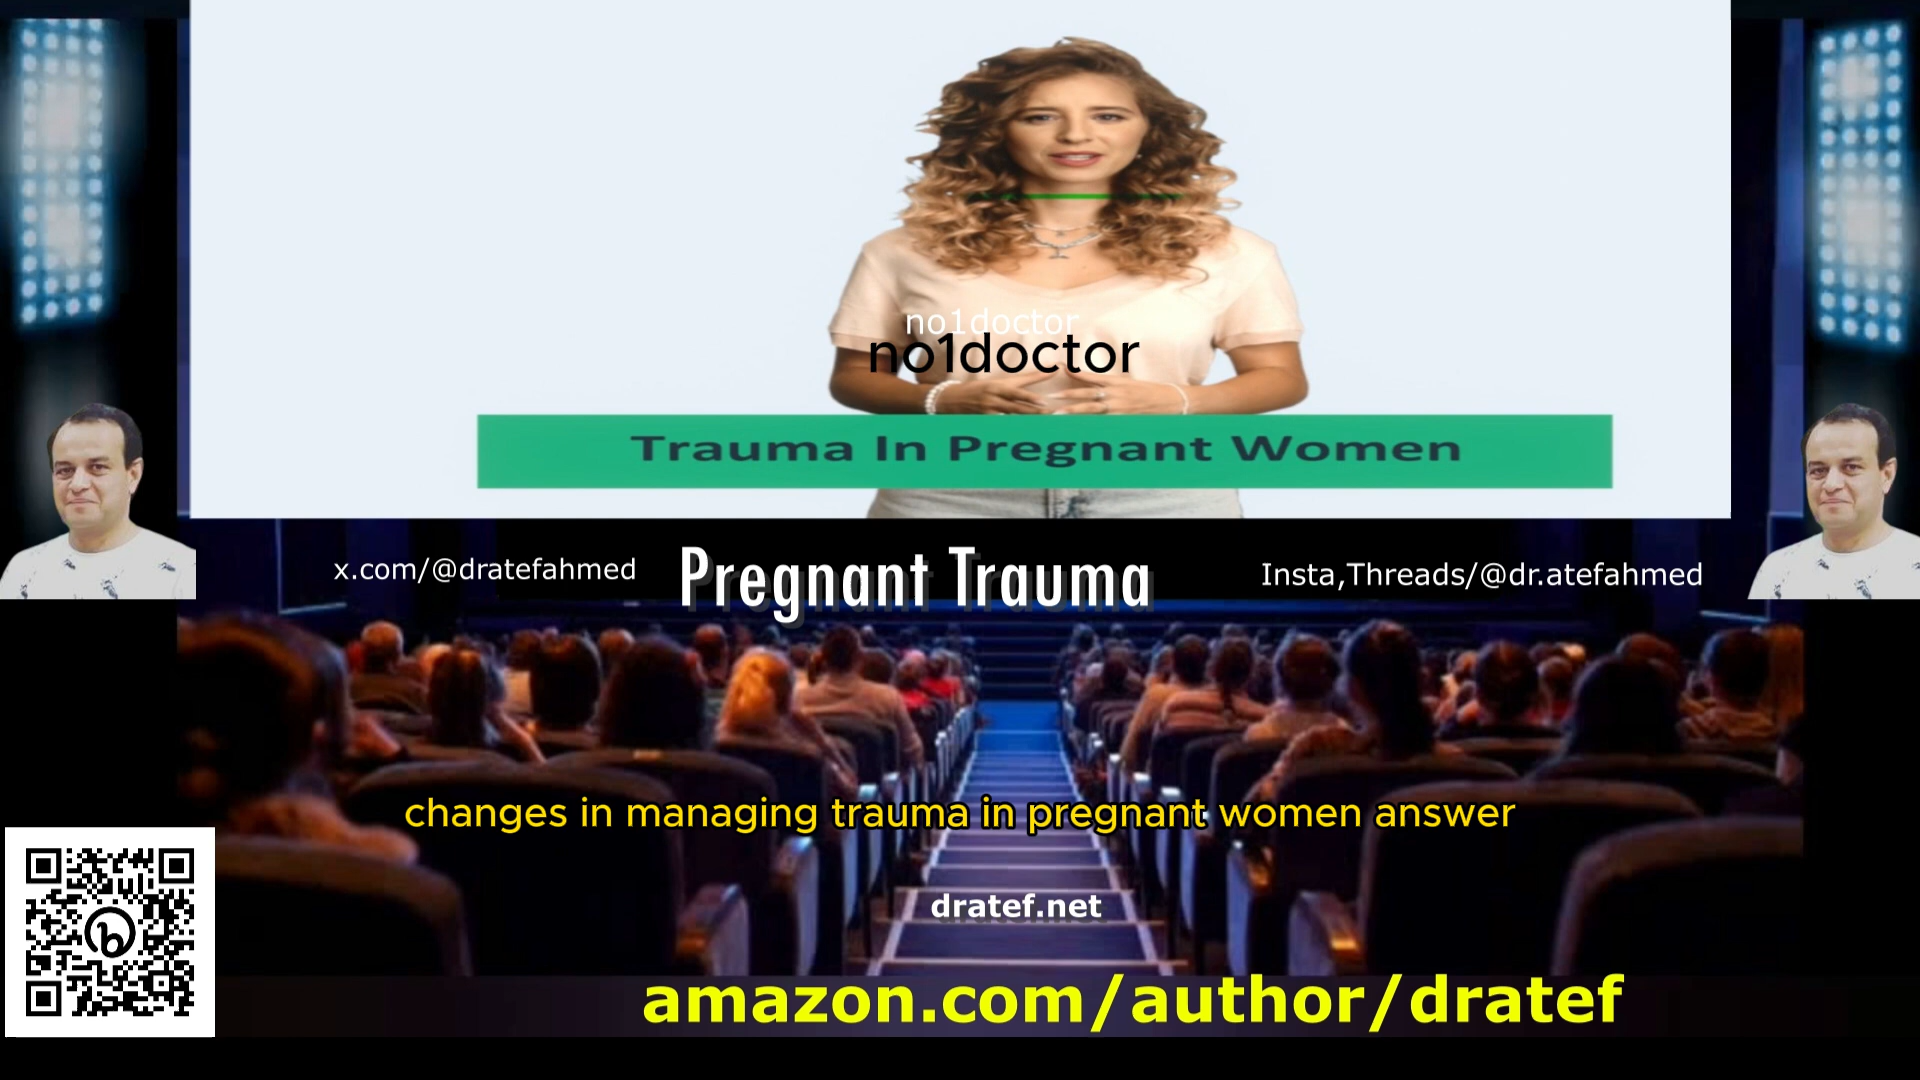 no1doctor
no1doctor
Trauma In Pregnant Women
x.com/@dratefahmed
Pregnant Trauma
Insta,Threads/@dr.atefahmed
changes in managing trauma in pregnant women answer
dratef.net
amazon.com/author/dratef